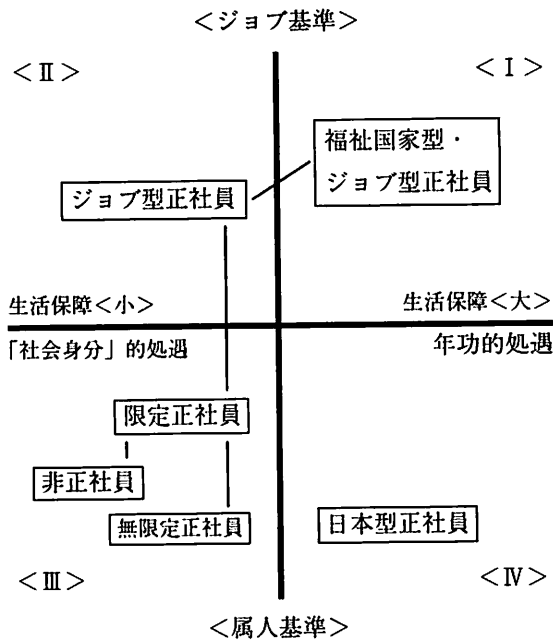 <ジョブ基準>
<Ⅱ>
<Ⅰ>
福祉国家型・
ジョブ型正社員
ジョブ型正社員
生活保障<小>
生活保障<大>
「社会身分」的処遇
年功的処遇
限定正社員
非正社員
無限定正社員
日本型正社員
<Ⅲ>
<Ⅳ>
<属人基準>